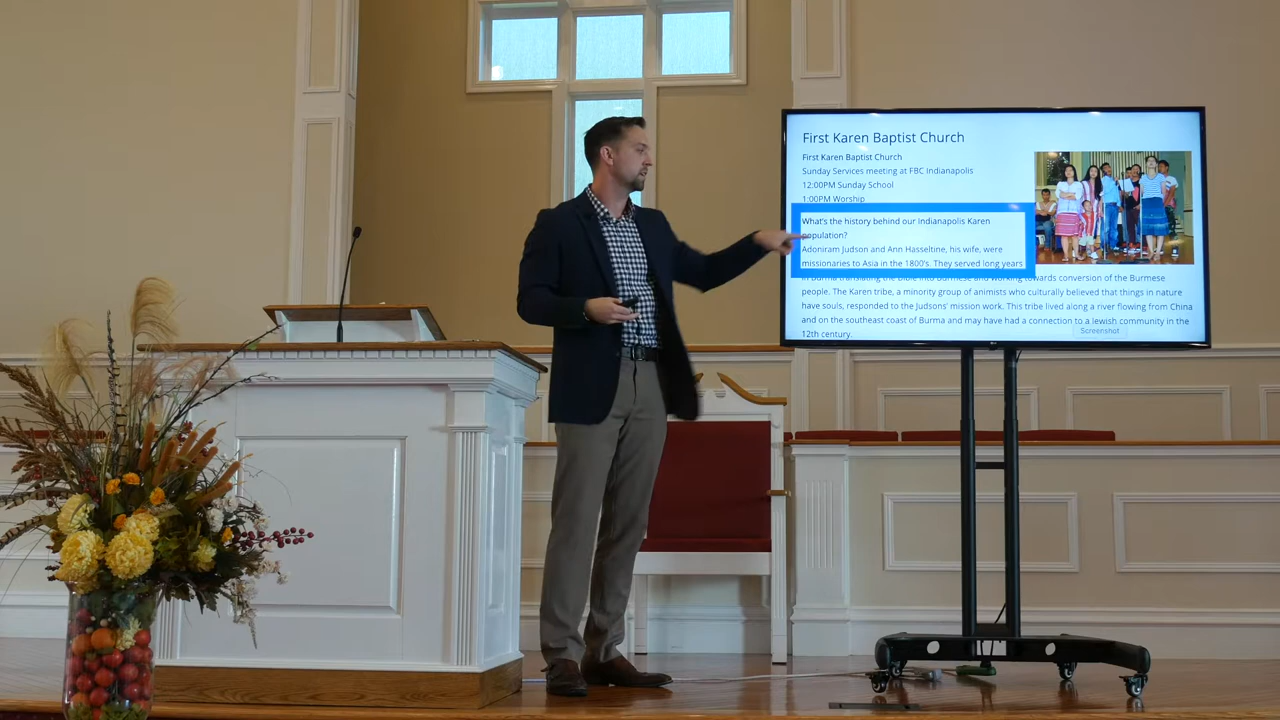 First Karen Baptist Church
First Karen Baptist Church
Sunday Services meeting at FBC Indianapolis
12:00PM Sunday School
1:00PM Worship
What's the history behind our Indianapolis Karen
population?
Adoniram Judson and Ann Hasseltine, his wife, were
missionaries to Asia in the 1800's. They served long years
in Burma translating the Bible into Burmese and working towards conversion of the Burmese
people. The Karen tribe, a minority group of animists who culturally believed that things in nature
have souls, responded to the Judsons' mission work. This tribe lived along a river flowing from China
and on the southeast coast of Burma and may have had a connection to a Jewish community in the
12th century.
Screenshot